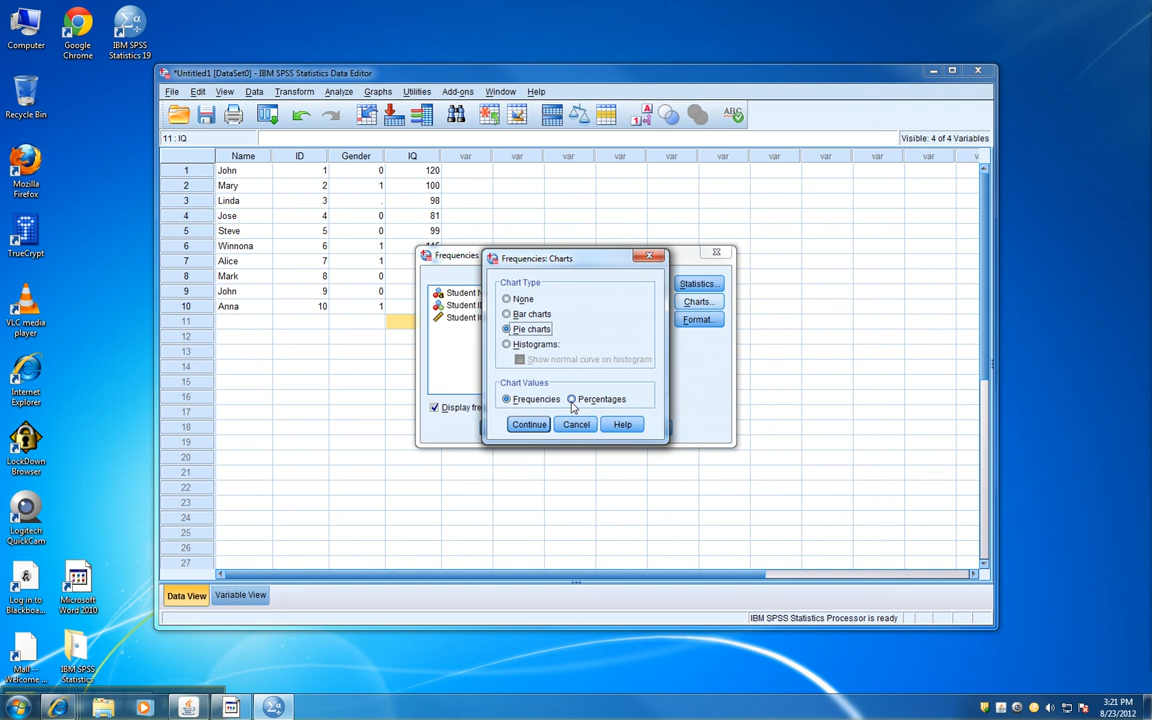 Computer
Google Chrome
IBM SPSS Statistics 19
Recycle Bin
Mozilla Firefox
TrueCrypt
VLC media player
Internet Explorer
LockDown Browser
Logitech QuickCam
Log in to Blackboa...
Microsoft Word 2010
Mail -- Welcome ...
IBM SPSS Statistics
*Untitled1 [DataSet0] - IBM SPSS Statistics Data Editor
File Edit View Data Transform Analyze Graphs Utilities Add-ons Window Help
11 : IQ
Visible: 4 of 4 Variables
Name ID Gender IQ var var var var var var var var var var v
1 John 1 0 120
2 Mary 2 1 100
3 Linda 3 . 98
4 Jose 4 0 81
5 Steve 5 0 99
6 Winnona 6 1
7 Alice 7 1
8 Mark 8 0
9 John 9 0
10 Anna 10 1
11
12
13
14
15
16
17
18
19
20
21
22
23
24
25
26
27
Frequencies
Student N
Student ID
Student IQ
Display fre
Statistics...
Charts...
Format...
Frequencies: Charts
Chart Type
None
Bar charts
Pie charts
Histograms:
Show normal curve on histogram
Chart Values
Frequencies Percentages
Continue Cancel Help
Data View Variable View
IBM SPSS Statistics Processor is ready
3:21 PM
8/23/2012